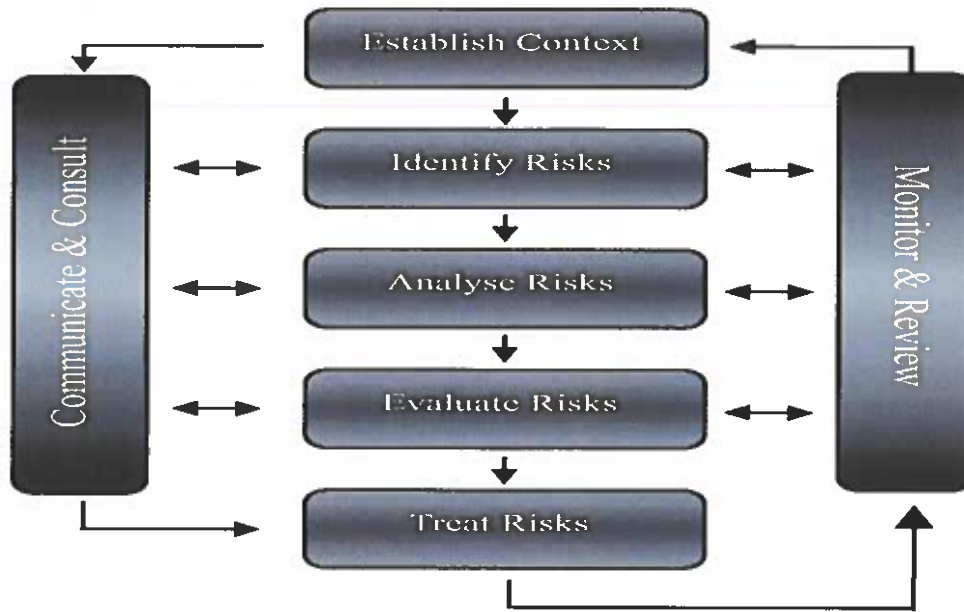 Establish Context
Communicate & Consult
Identify Risks
Analyse Risks
Evaluate Risks
Treat Risks
Monitor & Review